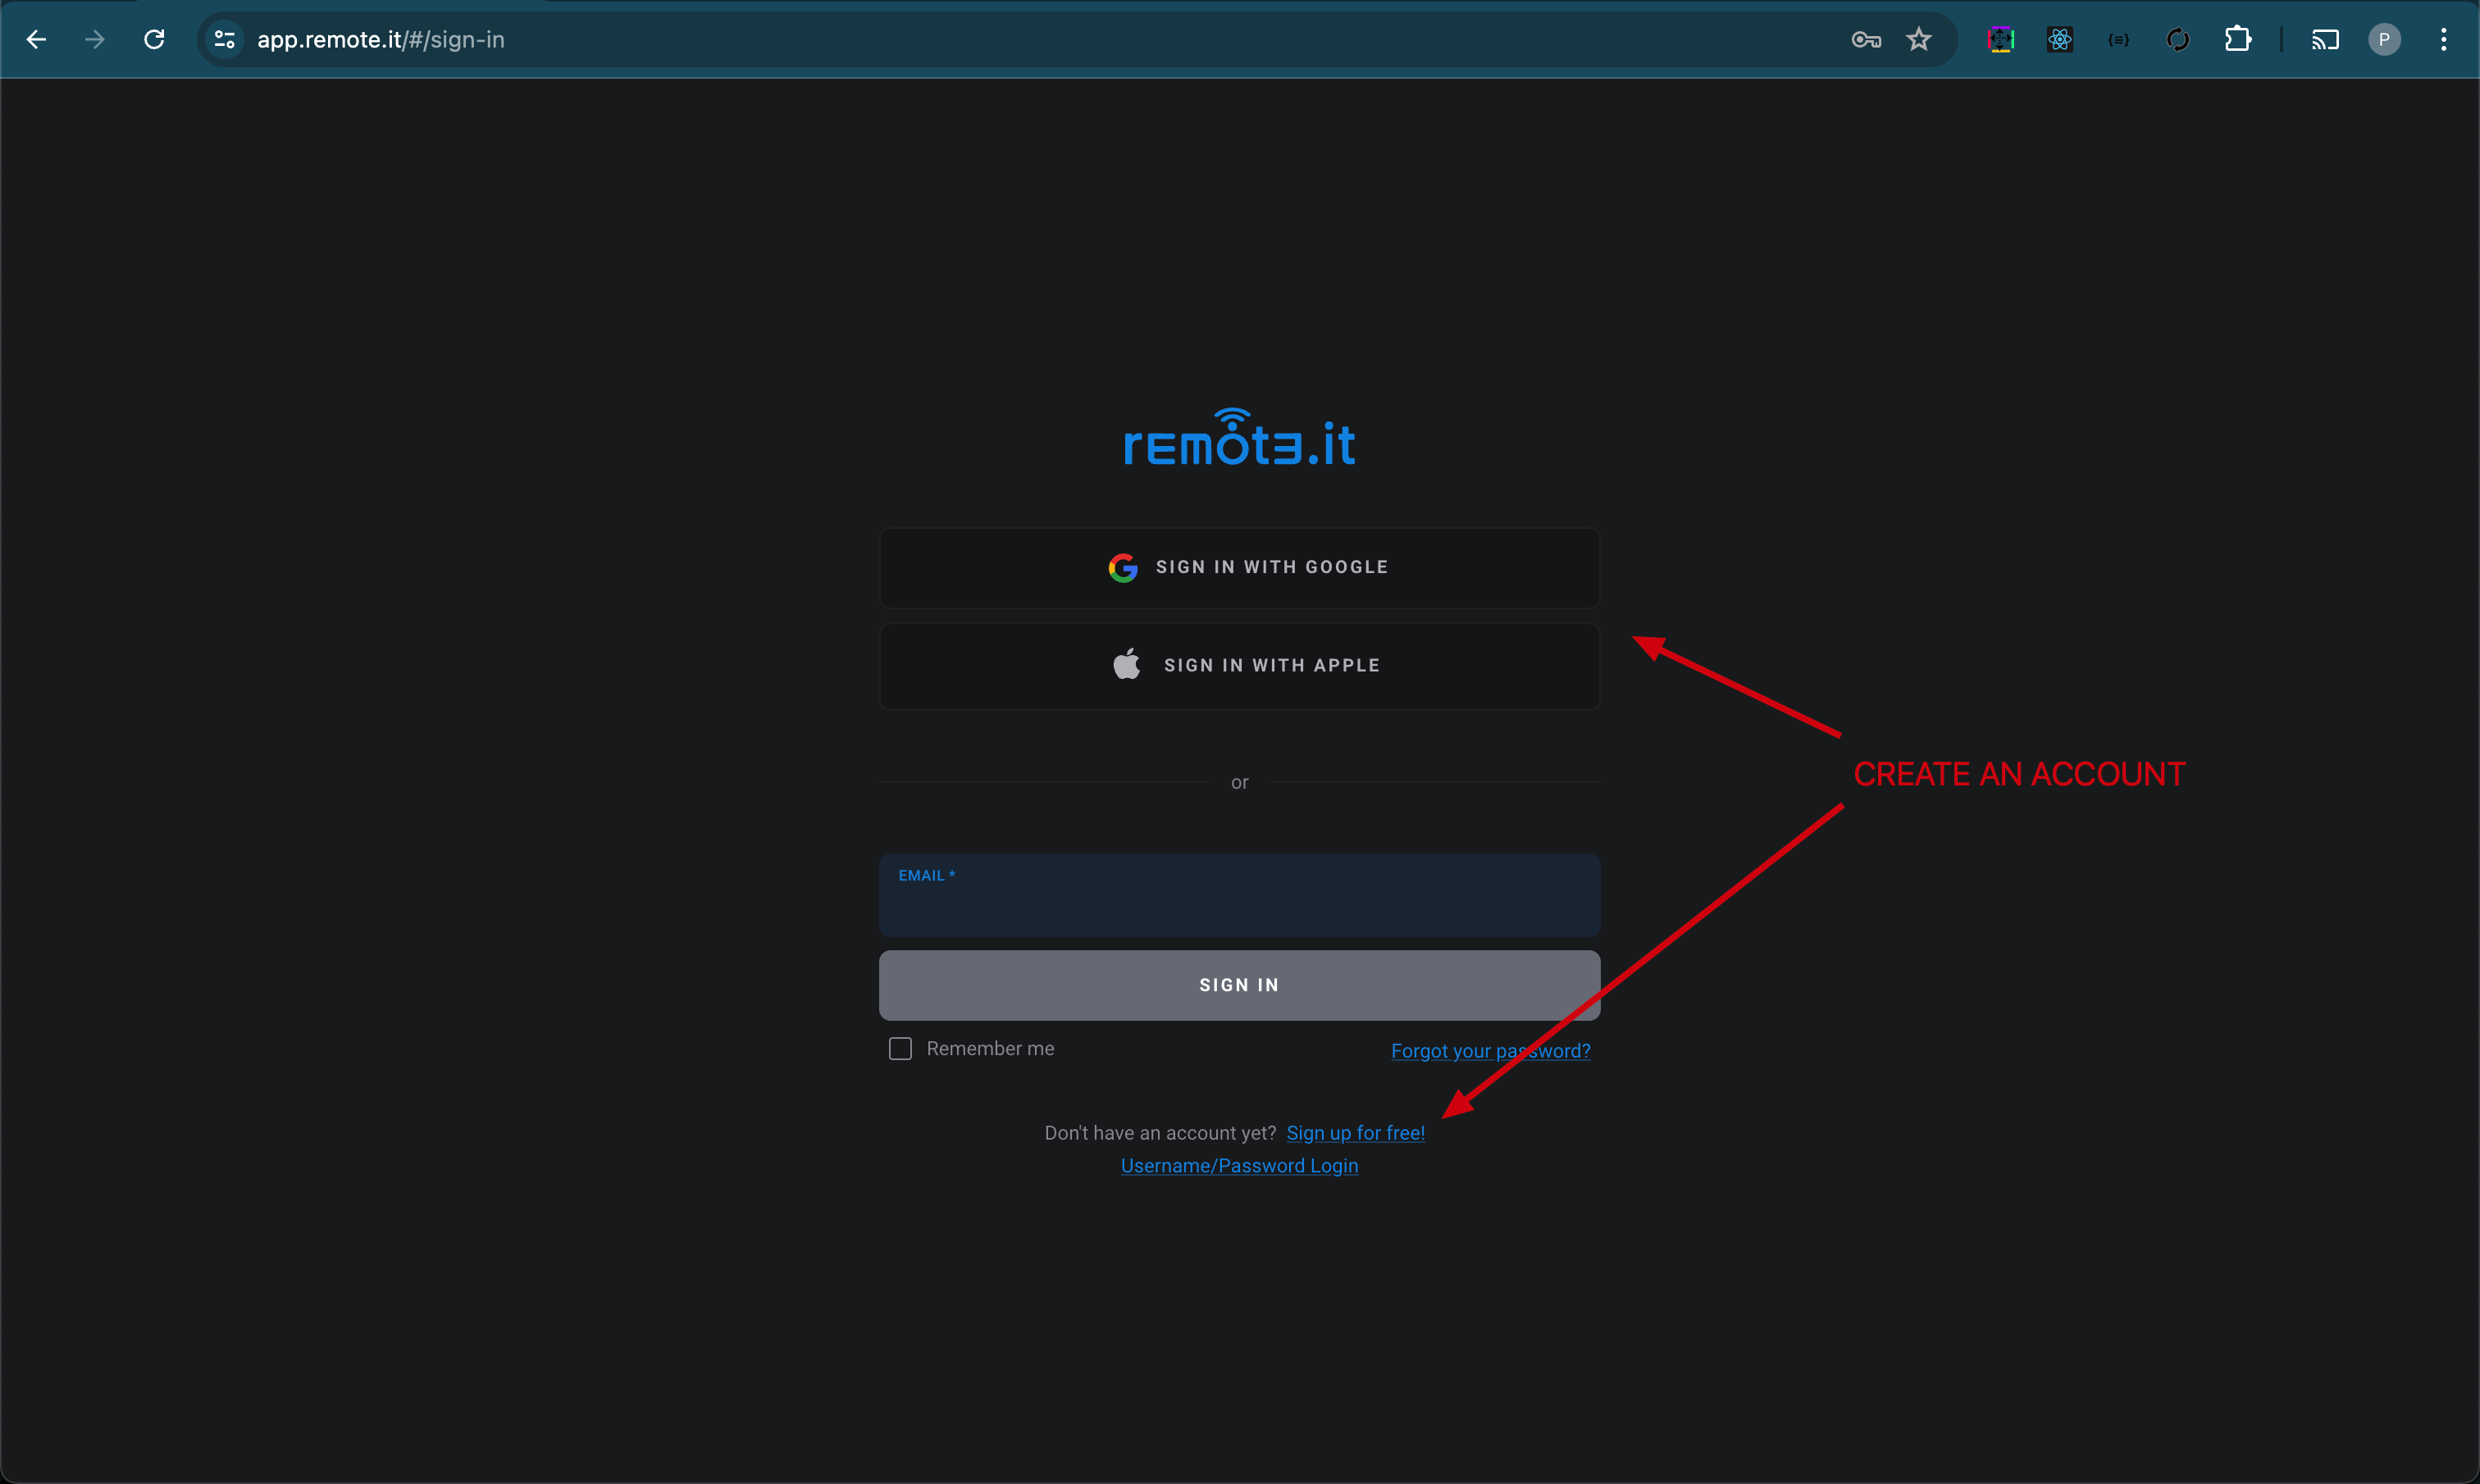 app.remote.it/#/sign-in
P
remote.it
SIGN IN WITH GOOGLE
SIGN IN WITH APPLE
CREATE AN ACCOUNT
or
EMAIL *
SIGN IN
Remember me
Forgot your password?
Don't have an account yet? Sign up for free!
Username/Password Login